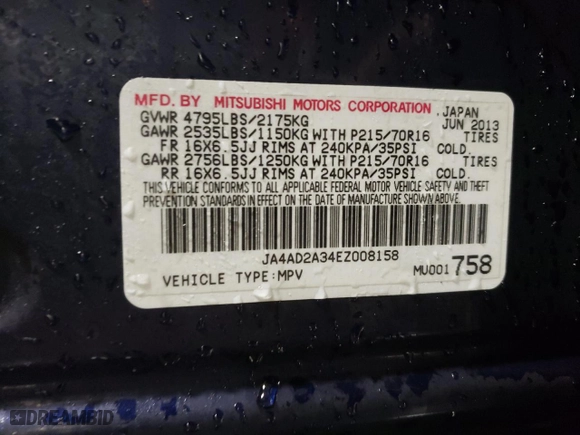 MFD. BY MITSUBISHI MOTORS CORPORATION JAPAN
GVWR 4795LBS/2175KG JUN 2013
GAWR 2535LBS/1150KG WITH P215/70R16 TIRES
FR 16X6.5JJ RIMS AT 240KPA/35PSI COLD.
GAWR 2756LBS/1250KG WITH P215/70R16 TIRES
RR 16X6.5JJ RIMS AT 240KPA/35PSI COLD.
THIS VEHICLE CONFORMS TO ALL APPLICABLE FEDERAL MOTOR VEHICLE SAFETY AND THEFT
PREVENTION STANDARDS IN EFFECT ON THE DATE OF MANUFACTURE SHOWN ABOVE.
JA4AD2A34EZ008158
VEHICLE TYPE:MPV MU001758
DREAMBID